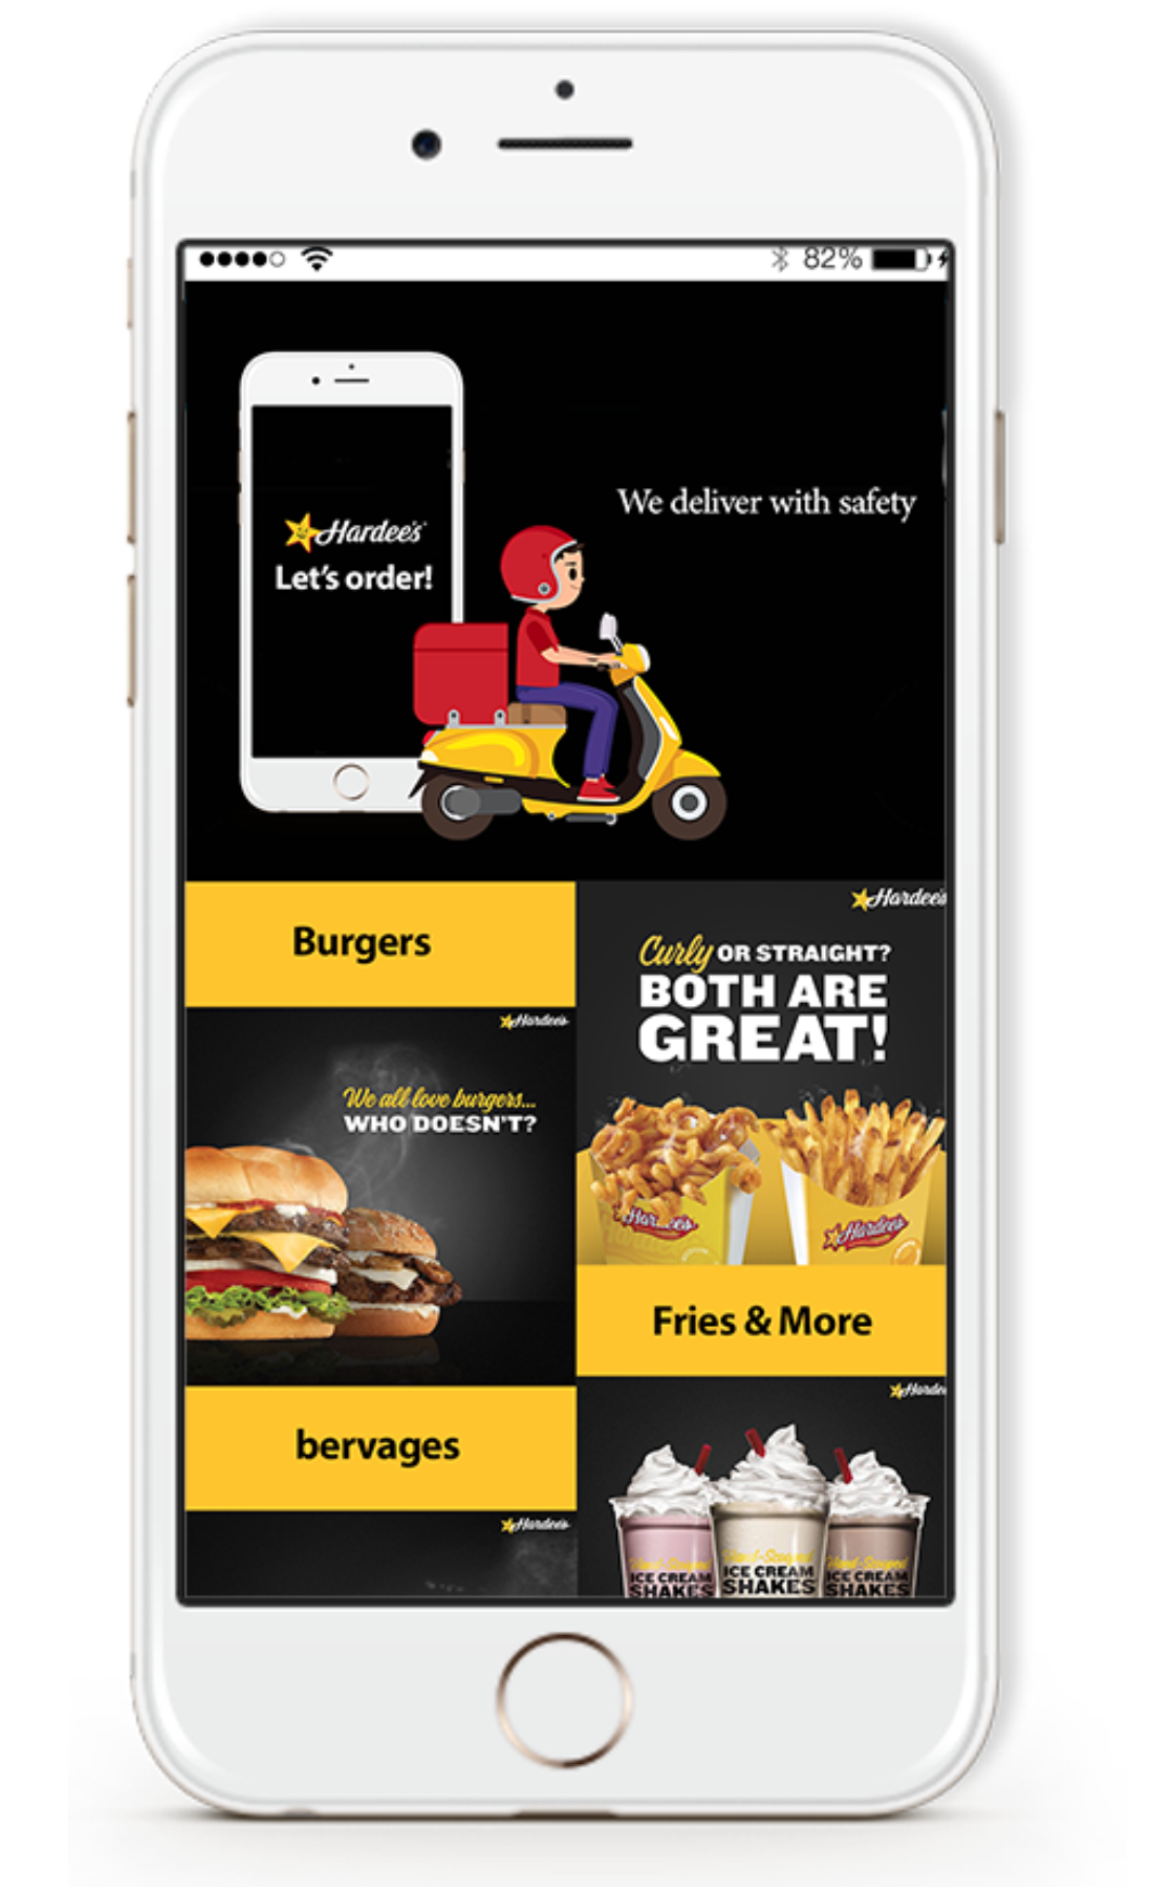 82%
We deliver with safety
Hardee's
Let's order!
Burgers
Hardee's
We all love burgers...
WHO DOESN'T?
Hardee's
Curly OR STRAIGHT?
BOTH ARE
GREAT!
Hardee's
Fries & More
bervages
Hardee's
Hand-Scooped
ICE CREAM
SHAKES
Hand-Scooped
ICE CREAM
SHAKES
Hand-Scooped
ICE CREAM
SHAKES